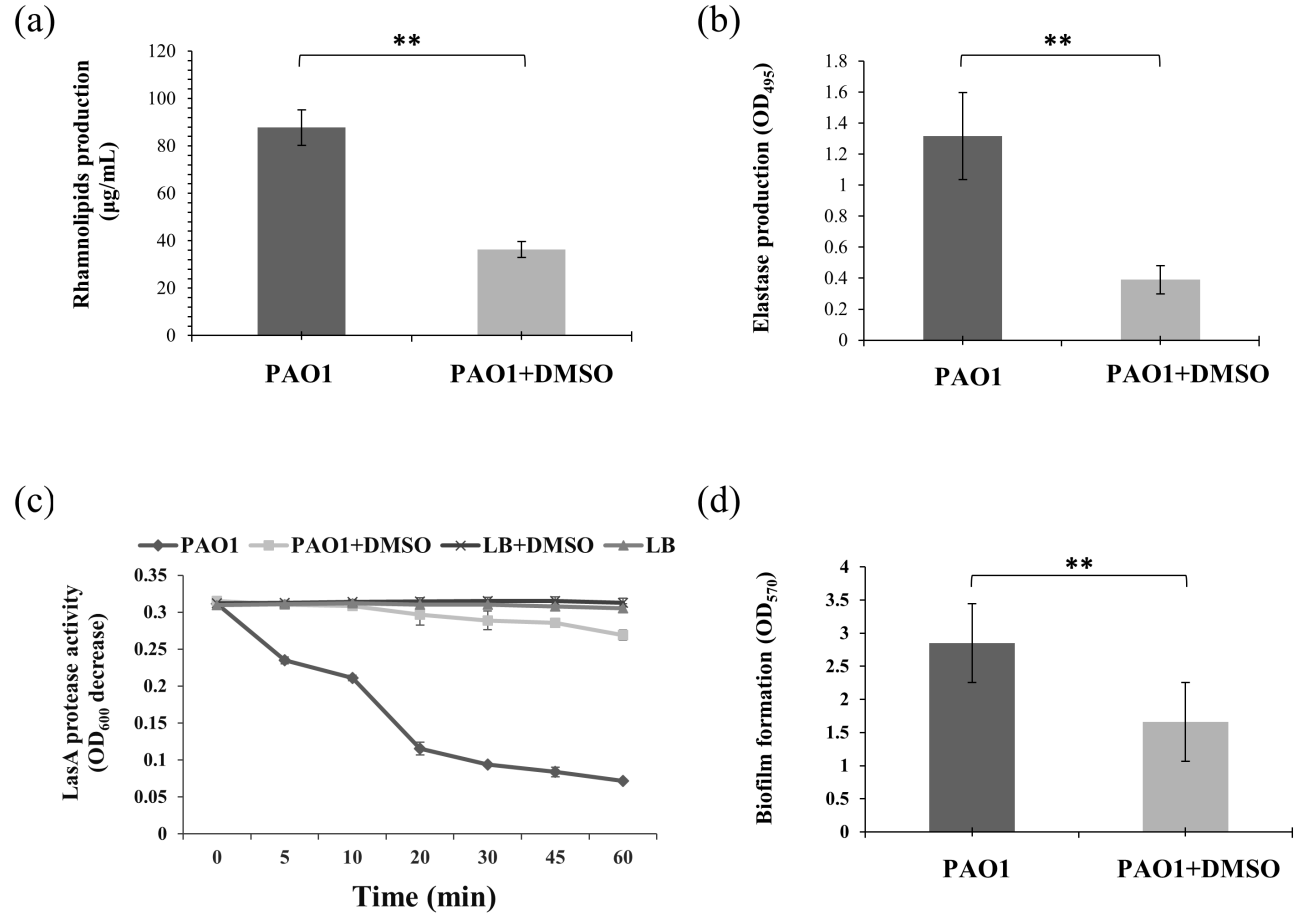 (a)
**
Rhamnolipids production
(µg/mL)
120
100
80
60
40
20
0
PAO1
PAO1+DMSO
(b)
**
Elastase production (OD495)
1.8
1.6
1.4
1.2
1
0.8
0.6
0.4
0.2
0
PAO1
PAO1+DMSO
(c)
PAO1 PAO1+DMSO LB+DMSO LB
LasA protease activity
(OD600 decrease)
0.35
0.3
0.25
0.2
0.15
0.1
0.05
0
0 5 10 20 30 45 60
Time (min)
(d)
**
Biofilm formation (OD570)
4
3.5
3
2.5
2
1.5
1
0.5
0
PAO1
PAO1+DMSO